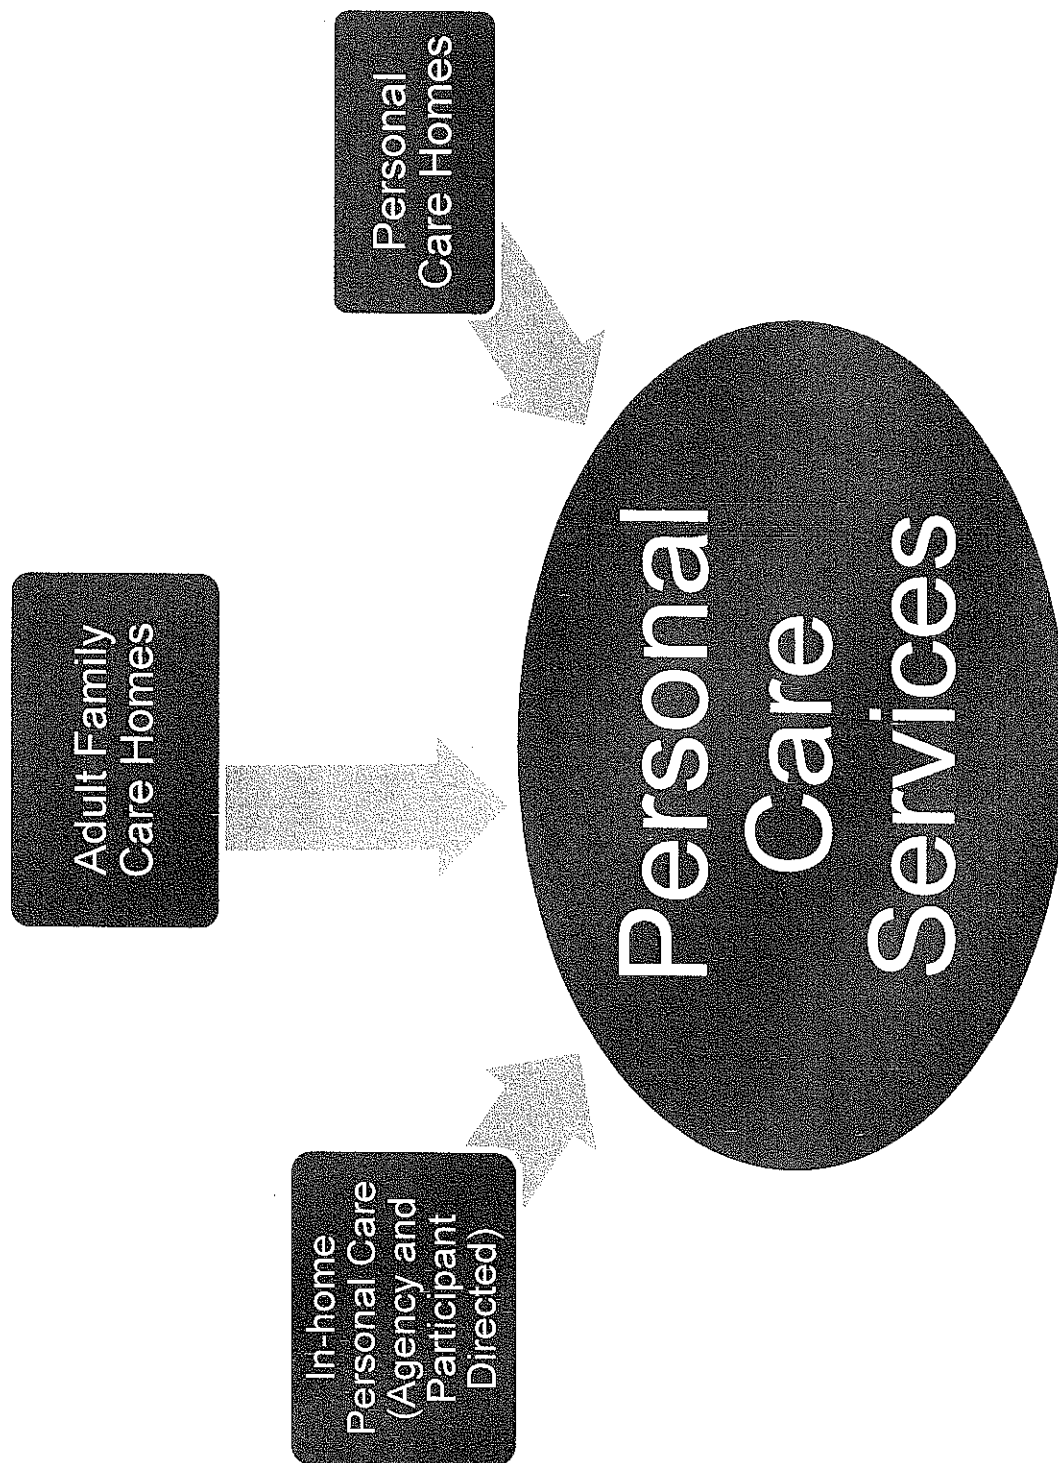 In-home
Personal Care
(Agency and
Participant
Directed)
Adult Family
Care Homes
Personal
Care Homes
Personal
Care
Services